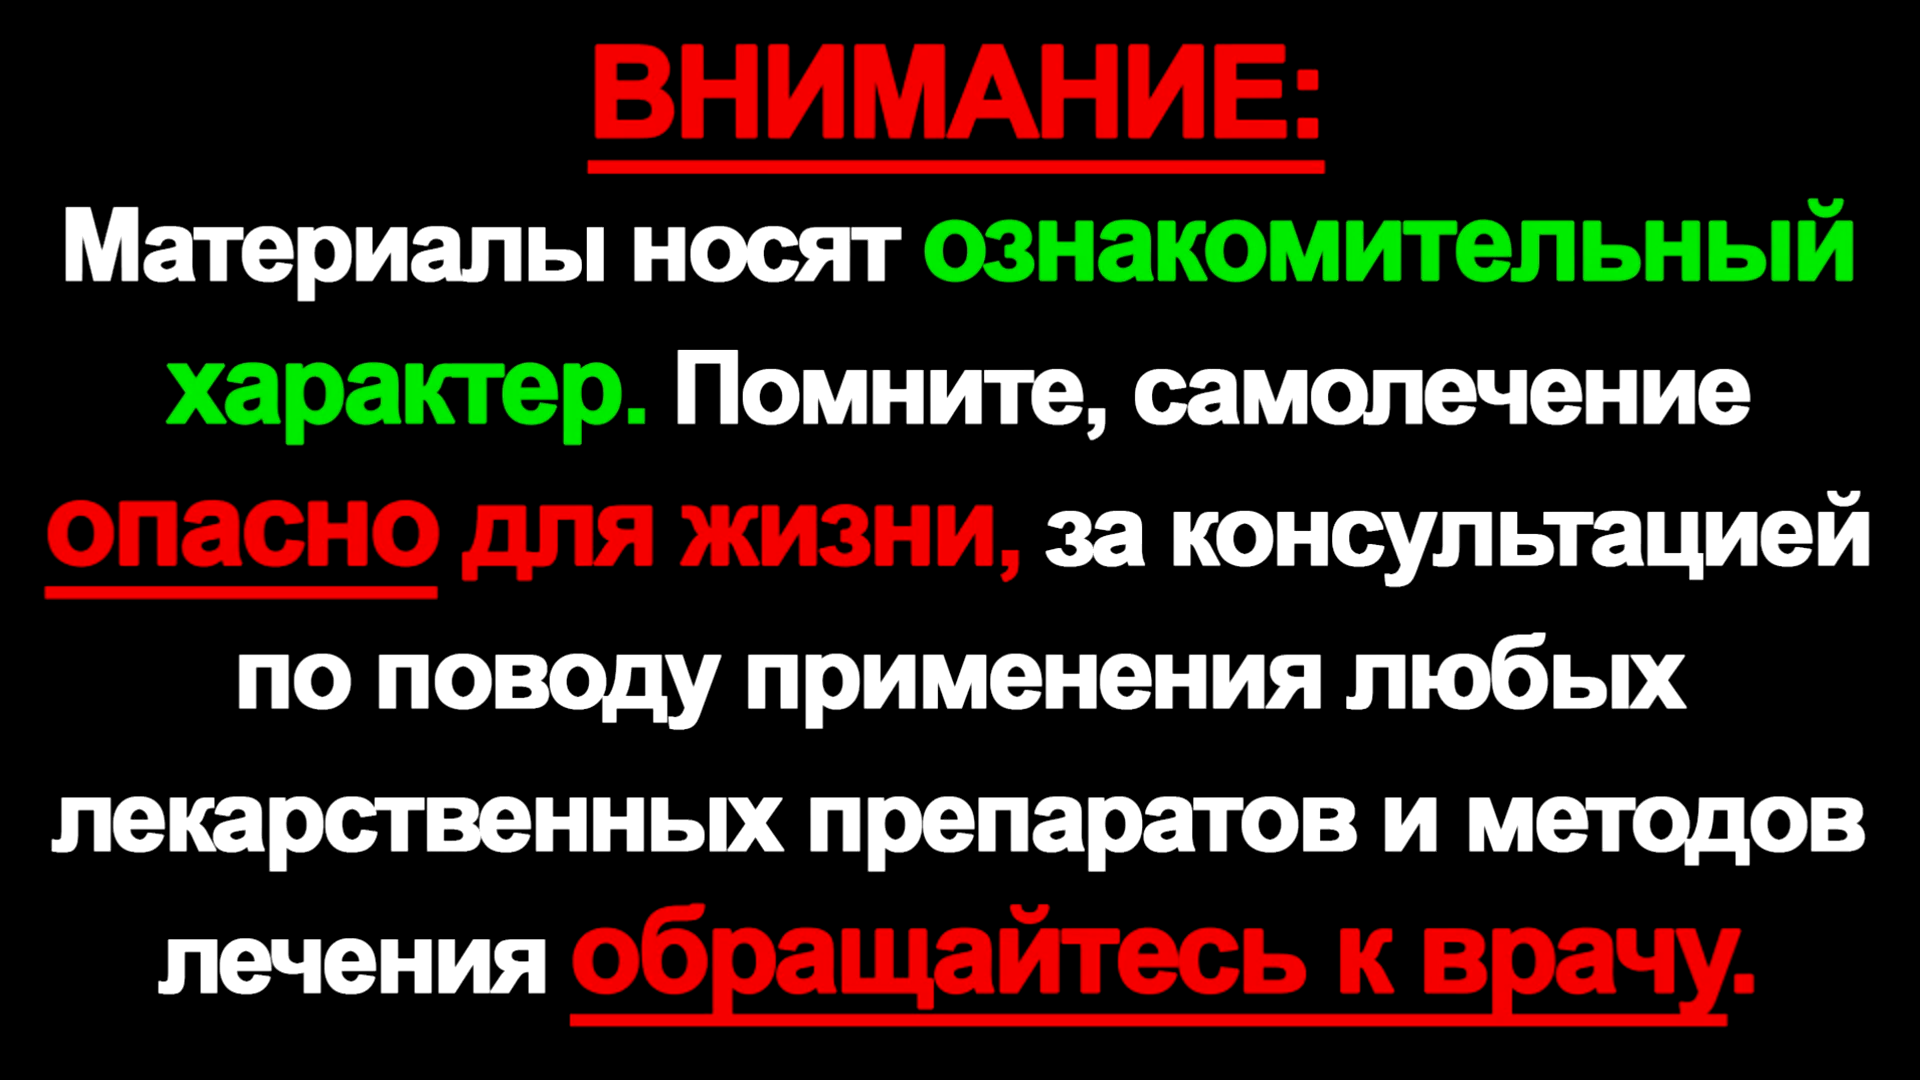 ВНИМАНИЕ:
Материалы носят ознакомительный
характер. Помните, самолечение
опасно для жизни, за консультацией
по поводу применения любых
лекарственных препаратов и методов
лечения обращайтесь к врачу.